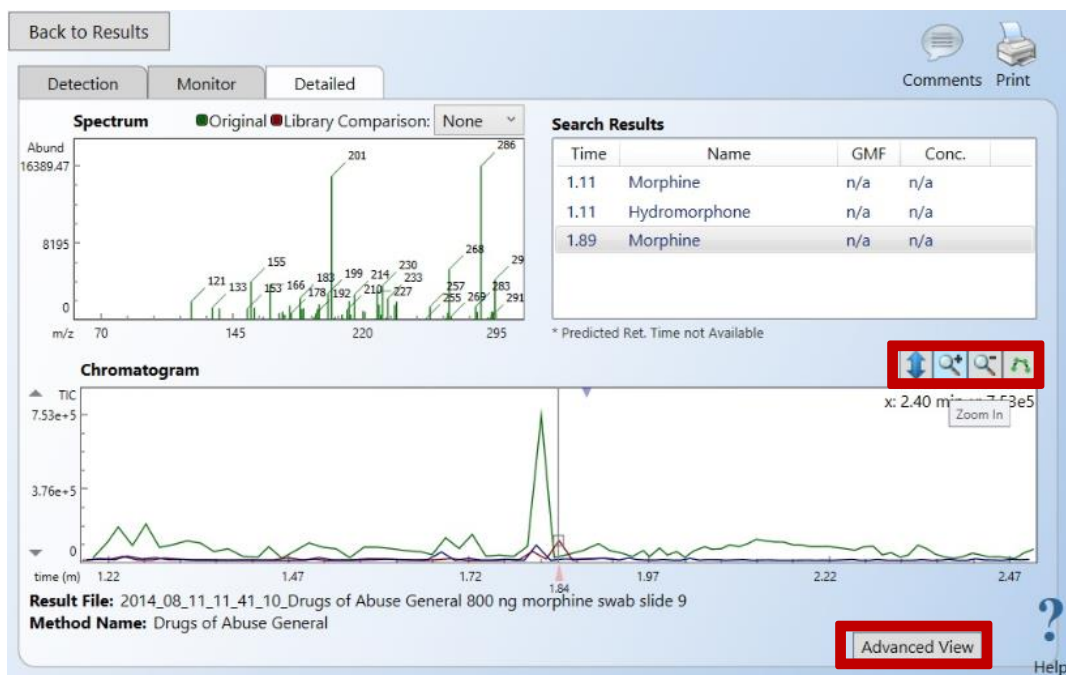 Back to Results
Comments Print
Detection Monitor Detailed
Spectrum Original Library Comparison: None
Abund
16389.47
8195
0
201
286
155
268
121
133
153
166
183
178
199
192
214
210
230
233
227
257
255
269
283
291
29
m/z 70 145 220 295
Search Results
Time Name GMF Conc.
1.11 Morphine n/a n/a
1.11 Hydromorphone n/a n/a
1.89 Morphine n/a n/a
* Predicted Ret. Time not Available
Chromatogram
TIC
7.53e+5
3.76e+5
0
x: 2.40 min
Zoom In
time (m) 1.22 1.47 1.72 1.84 1.97 2.22 2.47
Result File: 2014_08_11_11_41_10_Drugs of Abuse General 800 ng morphine swab slide 9
Method Name: Drugs of Abuse General
Advanced View
?
Help